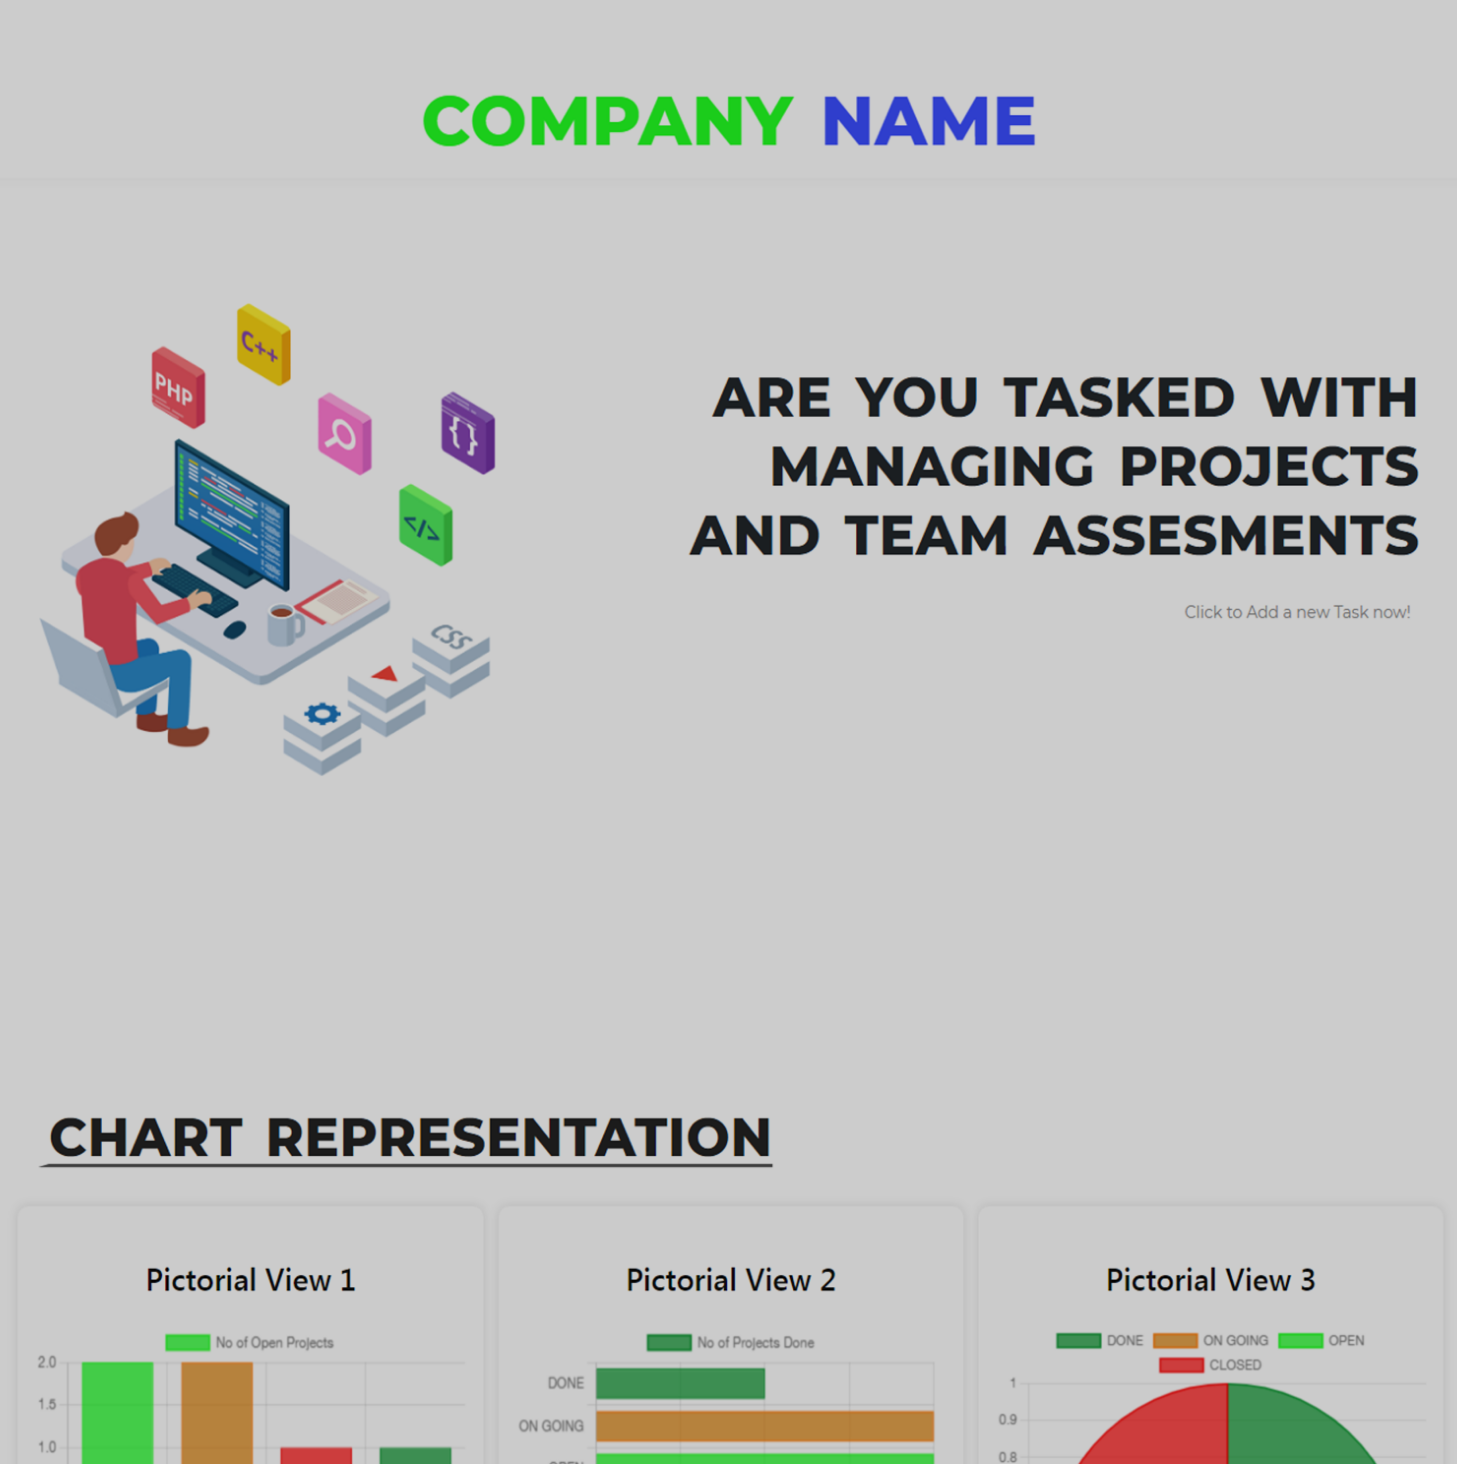 COMPANY NAME
C++
PHP
{}
</>
CSS
ARE YOU TASKED WITH
MANAGING PROJECTS
AND TEAM ASSESMENTS
Click to Add a new Task now!
CHART REPRESENTATION
Pictorial View 1
No of Open Projects
2.0
1.5
1.0
Pictorial View 2
No of Projects Done
DONE
ON GOING
OPEN
Pictorial View 3
DONE ON GOING OPEN
CLOSED
1
0.9
0.8